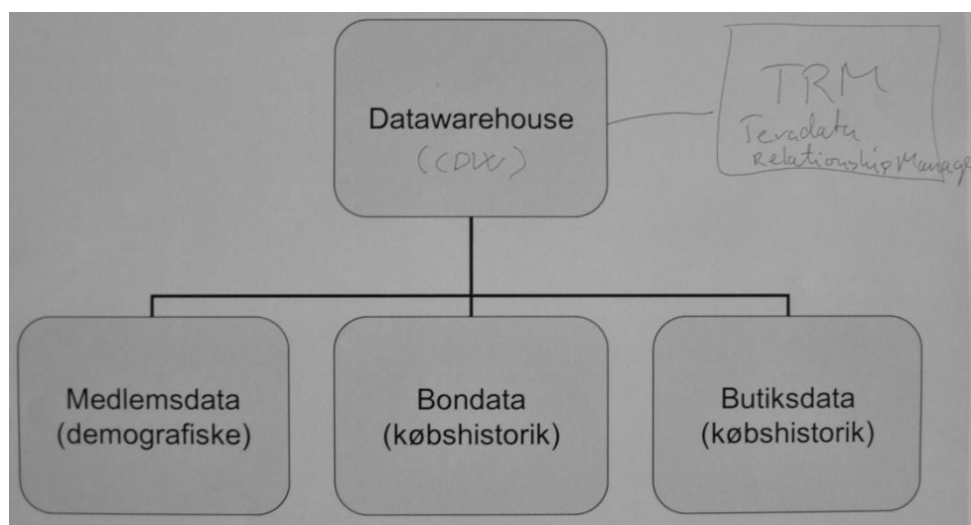 Datawarehouse
(CDW)
TRM
Teradata
Relationship Manage
Medlemsdata
(demografiske)
Bondata
(købshistorik)
Butiksdata
(købshistorik)